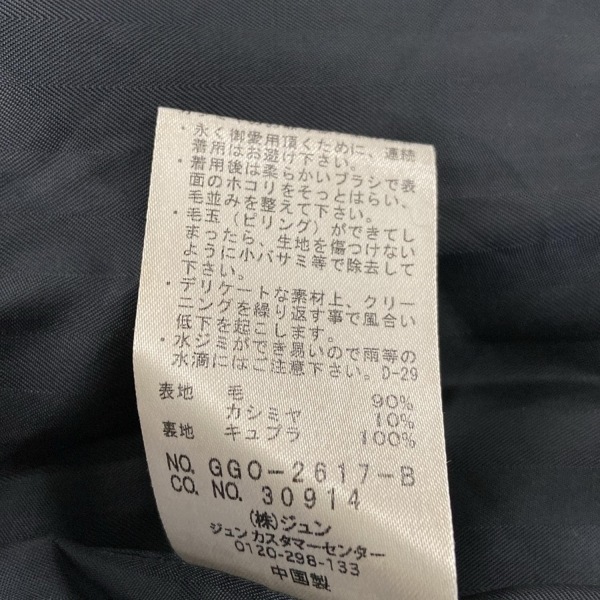 ・永く御愛用頂くために、連続
着用はお避け下さい。
・着用後は柔らかいブラシで表
面のホコリをそっとはらい、
毛並みを整えて下さい。
・毛玉(ピリング)ができてし
まったら、生地を傷つけない
ように小バサミ等で除去して
下さい。
・デリケートな素材上、クリー
ニングを繰り返す事で風合い
低下を起こします。
・水ジミができ易いので雨等の
水滴にはご注意下さい。D-29
表地 毛 90%
カシミヤ 10%
裏地 キュプラ 100%
NO. GGO-2617-B
CO. NO. 30914
(株)ジュン
ジュン カスタマーセンター
0120-298-133
中国製